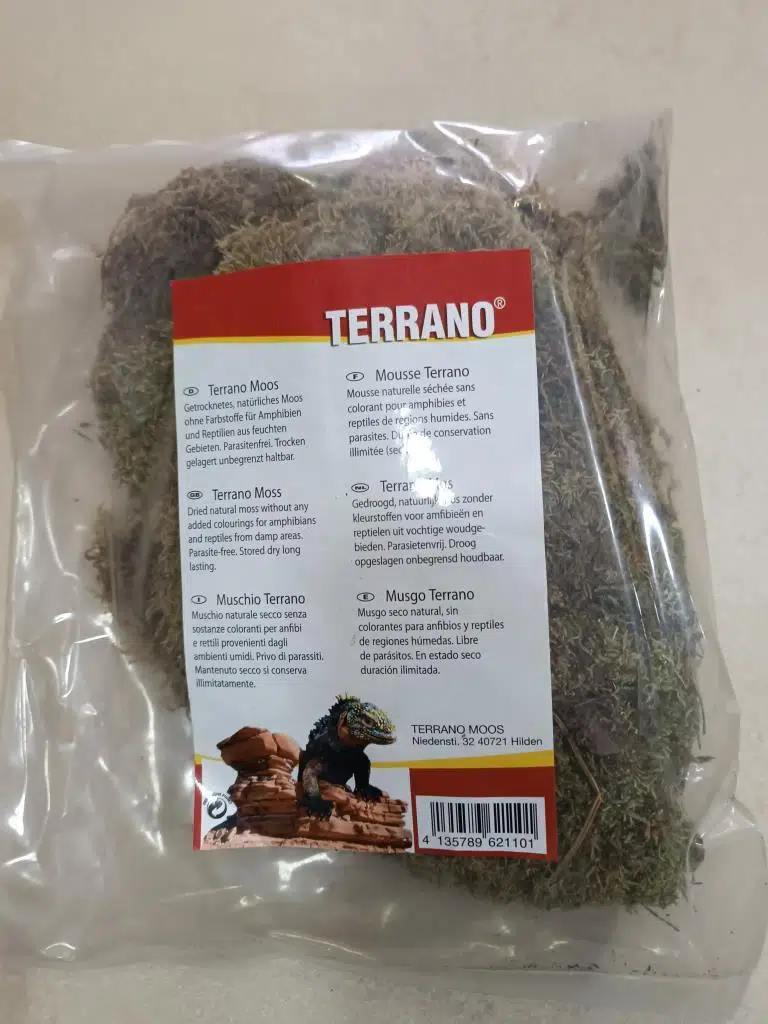 TERRANO®
D Terrano Moos
Getrocknetes, natürliches Moos
ohne Farbstoffe für Amphibien
und Reptilien aus feuchten
Gebieten. Parasitenfrei. Trocken
gelagert unbegrenzt haltbar.
GB Terrano Moss
Dried natural moss without any
added colourings for amphibians
and reptiles from damp areas.
Parasite-free. Stored dry long
lasting.
I Muschio Terrano
Muschio naturale secco senza
sostanze coloranti per anfibi
e rettili provenienti dagli
ambienti umidi. Privo di parassiti.
Mantenuto secco si conserva
illimitatamente.
F Mousse Terrano
Mousse naturelle séchée sans
colorant pour amphibies et
reptiles de régions humides. Sans
parasites. de conservation
illimitée
NL
Gedroogd, zonder
kleurstoffen voor amfibieën en
reptielen uit vochtige woudge-
bieden. Parasietenvrij. Droog
opgeslagen onbegrensd houdbaar.
E Musgo Terrano
Musgo seco natural, sin
colorantes para anfibios y reptiles
de regiones húmedas. Libre
de parásitos. En estado seco
duración ilimitada.
TERRANO MOOS
Niedensti. 32 40721 Hilden
4 135789 621101